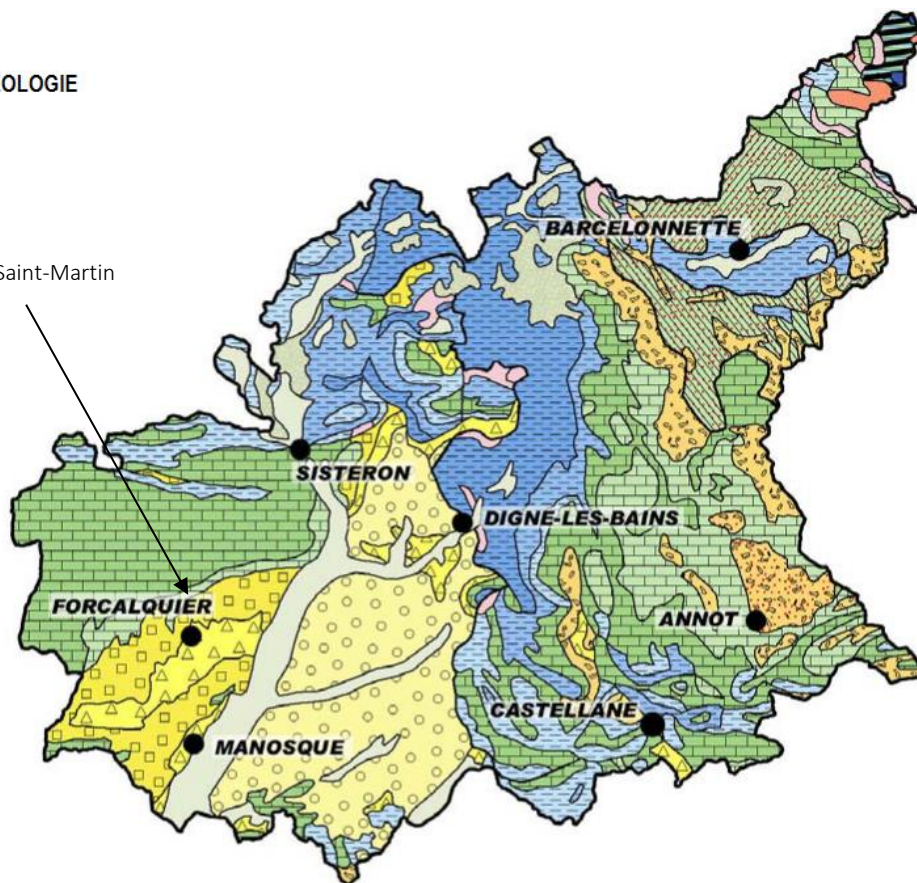 OLOGIE
BARCELONNETTE
Saint-Martin
SISTERON
DIGNE-LES-BAINS
FORCALQUIER
ANNOT
CASTELLANE
MANOSQUE